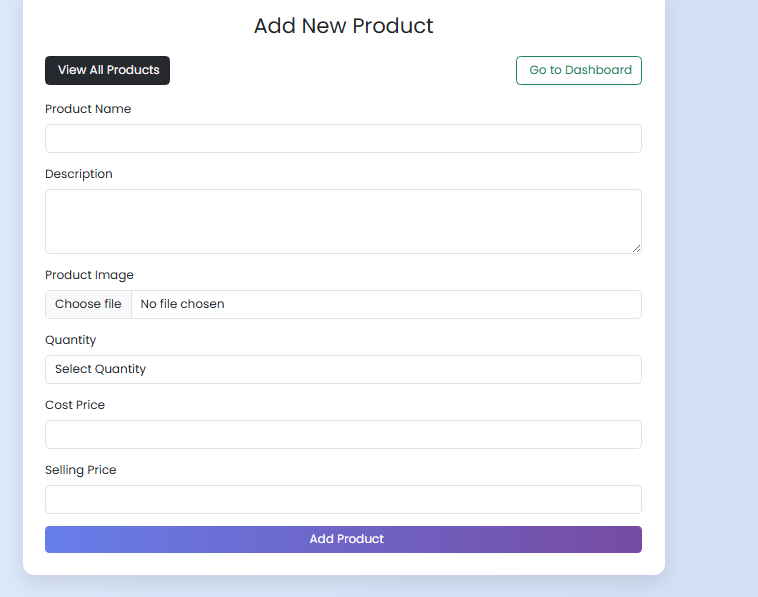 Add New Product
View All Products
Go to Dashboard
Product Name
Description
Product Image
Choose file No file chosen
Quantity
Select Quantity
Cost Price
Selling Price
Add Product